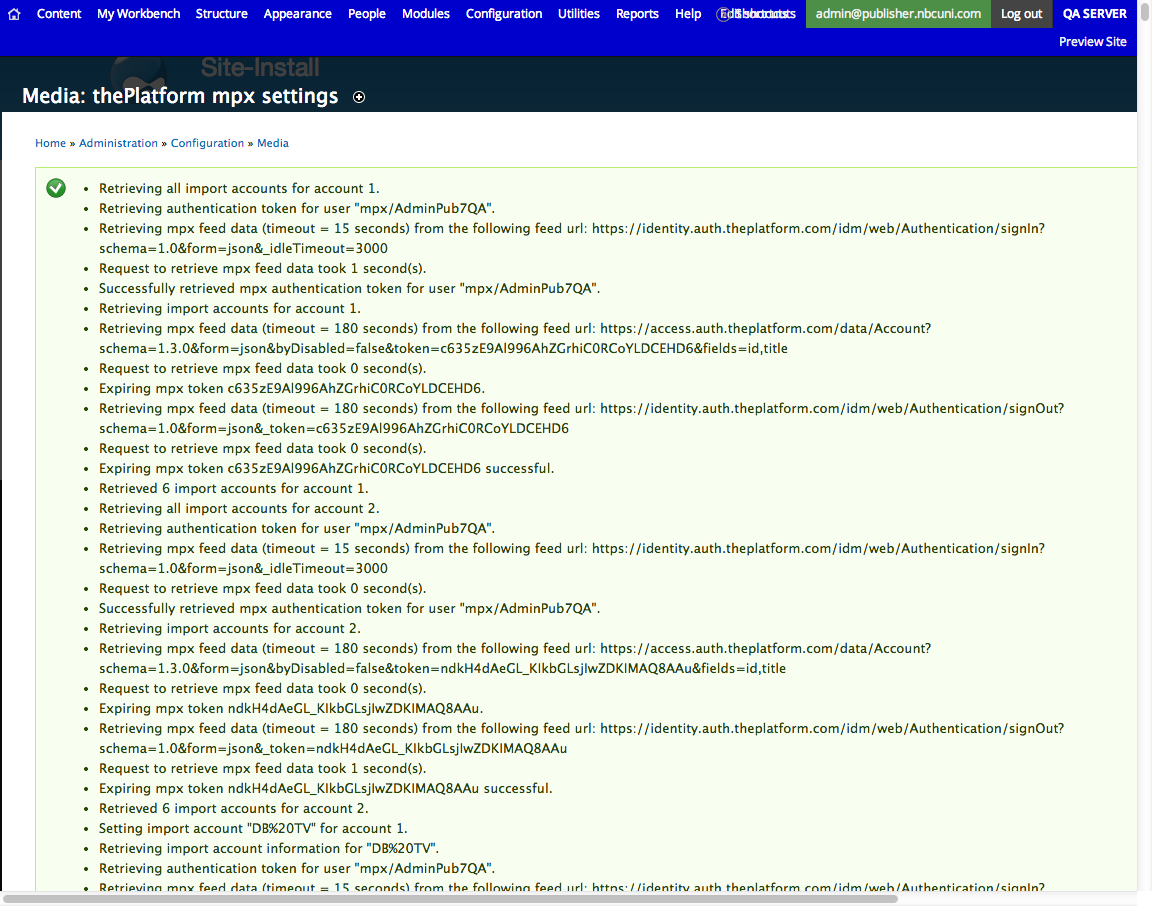 Content My Workbench Structure Appearance People Modules Configuration Utilities Reports Help admin@publisher.nbcuni.com Log out QA SERVER
Preview Site
Site-Install
Media: thePlatform mpx settings
Home » Administration » Configuration » Media
• Retrieving all import accounts for account 1.
• Retrieving authentication token for user "mpx/AdminPub7QA".
• Retrieving mpx feed data (timeout = 15 seconds) from the following feed url: https://identity.auth.theplatform.com/idm/web/Authentication/signIn?
schema=1.0&form=json&_idleTimeout=3000
• Request to retrieve mpx feed data took 1 second(s).
• Successfully retrieved mpx authentication token for user "mpx/AdminPub7QA".
• Retrieving import accounts for account 1.
• Retrieving mpx feed data (timeout = 180 seconds) from the following feed url: https://access.auth.theplatform.com/data/Account?
schema=1.3.0&form=json&byDisabled=false&token=c635zE9Al996AhZGrhiC0RCoYLDCEHD6&fields=id,title
• Request to retrieve mpx feed data took 0 second(s).
• Expiring mpx token c635zE9Al996AhZGrhiC0RCoYLDCEHD6.
• Retrieving mpx feed data (timeout = 180 seconds) from the following feed url: https://identity.auth.theplatform.com/idm/web/Authentication/signOut?
schema=1.0&form=json&_token=c635zE9Al996AhZGrhiC0RCoYLDCEHD6
• Request to retrieve mpx feed data took 0 second(s).
• Expiring mpx token c635zE9Al996AhZGrhiC0RCoYLDCEHD6 successful.
• Retrieved 6 import accounts for account 1.
• Retrieving all import accounts for account 2.
• Retrieving authentication token for user "mpx/AdminPub7QA".
• Retrieving mpx feed data (timeout = 15 seconds) from the following feed url: https://identity.auth.theplatform.com/idm/web/Authentication/signIn?
schema=1.0&form=json&_idleTimeout=3000
• Request to retrieve mpx feed data took 0 second(s).
• Successfully retrieved mpx authentication token for user "mpx/AdminPub7QA".
• Retrieving import accounts for account 2.
• Retrieving mpx feed data (timeout = 180 seconds) from the following feed url: https://access.auth.theplatform.com/data/Account?
schema=1.3.0&form=json&byDisabled=false&token=ndkH4dAeGL_KIkbGLsjIwZDKIMAQ8AAu&fields=id,title
• Request to retrieve mpx feed data took 0 second(s).
• Expiring mpx token ndkH4dAeGL_KIkbGLsjIwZDKIMAQ8AAu.
• Retrieving mpx feed data (timeout = 180 seconds) from the following feed url: https://identity.auth.theplatform.com/idm/web/Authentication/signOut?
schema=1.0&form=json&_token=ndkH4dAeGL_KIkbGLsjIwZDKIMAQ8AAu
• Request to retrieve mpx feed data took 1 second(s).
• Expiring mpx token ndkH4dAeGL_KIkbGLsjIwZDKIMAQ8AAu successful.
• Retrieved 6 import accounts for account 2.
• Setting import account "DB%20TV" for account 1.
• Retrieving import account information for "DB%20TV".
• Retrieving authentication token for user "mpx/AdminPub7QA".
• Retrieving mpx feed data (timeout = 15 seconds) from the following feed url: https://identity.auth.theplatform.com/idm/web/Authentication/signIn?